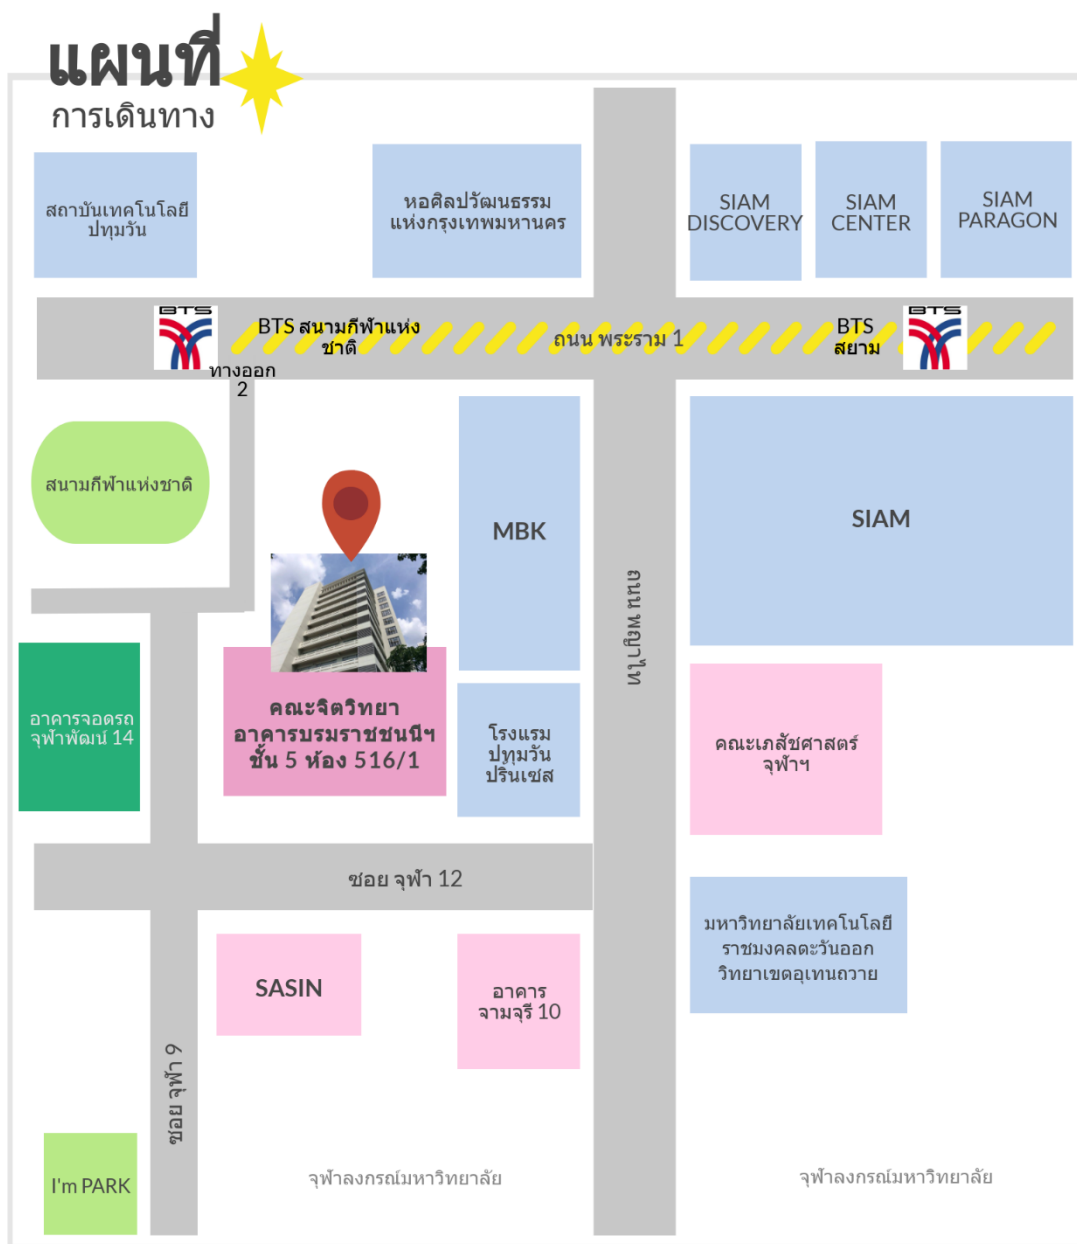 แผนที่
การเดินทาง
สถาบันเทคโนโลยี
ปทุมวัน
หอศิลปวัฒนธรรม
แห่งกรุงเทพมหานคร
SIAM
DISCOVERY
SIAM
CENTER
SIAM
PARAGON
BTS
BTS สนามกีฬาแห่ง
ชาติ
ถนน พระราม 1
BTS
สยาม
BTS
ทางออก
2
สนามกีฬาแห่งชาติ
MBK
SIAM
ถนน พญาไท
คณะจิตวิทยา
อาคารบรมราชชนนีฯ
ชั้น 5 ห้อง 516/1
อาคารจอดรถ
จุฬาพัฒน์ 14
โรงแรม
ปทุมวัน
ปริ้นเซส
คณะเภสัชศาสตร์
จุฬาฯ
ซอย จุฬา 12
มหาวิทยาลัยเทคโนโลยี
ราชมงคลตะวันออก
วิทยาเขตอุเทนถวาย
SASIN
อาคาร
จามจุรี 10
ซอย จุฬา 9
I'm PARK
จุฬาลงกรณ์มหาวิทยาลัย
จุฬาลงกรณ์มหาวิทยาลัย